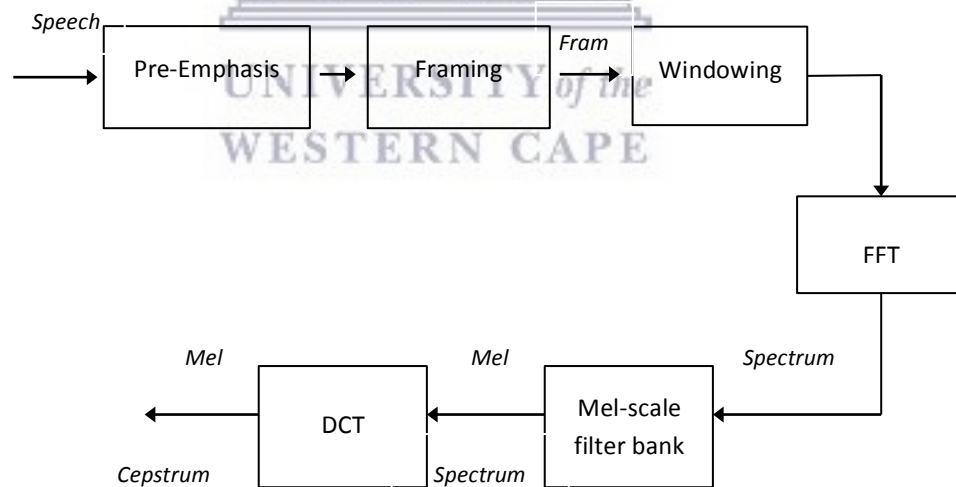 Speech
Pre-Emphasis
Framing
Fram
Windowing
UNIVERSITY of the
WESTERN CAPE
FFT
Mel
Mel
Spectrum
DCT
Mel-scale
filter bank
Cepstrum
Spectrum